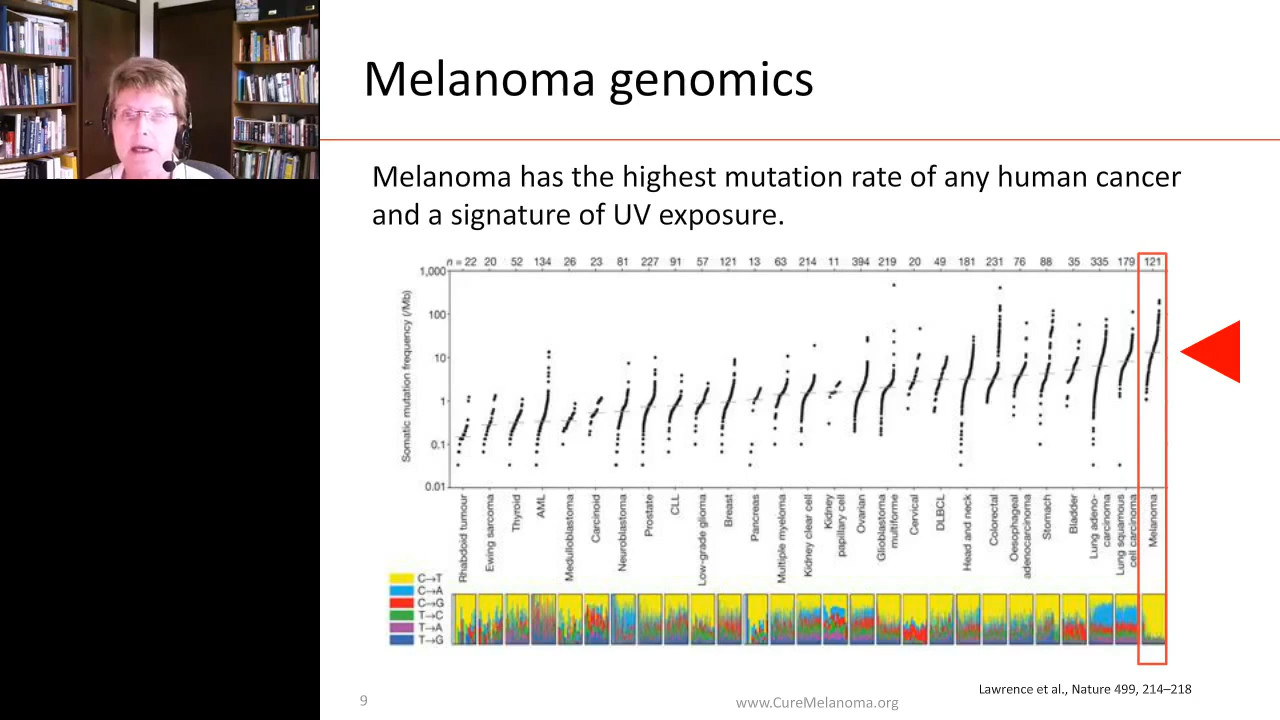 Melanoma genomics
Melanoma has the highest mutation rate of any human cancer
and a signature of UV exposure.
n = 22 20 52 134 26 23 81 227 91 57 121 13 63 214 11 394 219 20 49 181 231 76 88 35 335 179 121
Somatic mutation frequency (/Mb)
1,000
100
10
1
0.1
0.01
Rhabdoid tumour
Ewing sarcoma
Thyroid
AML
Medulloblastoma
Carcinoid
Neuroblastoma
Prostate
CLL
Low-grade glioma
Breast
Pancreas
Multiple myeloma
Kidney clear cell
Kidney
papillary cell
Ovarian
Glioblastoma
multiforme
Cervical
DLBCL
Head and neck
Colorectal
Oesophageal
adenocarcinoma
Stomach
Bladder
Lung adeno-
carcinoma
Lung squamous
cell carcinoma
Melanoma
C→T
C→A
C→G
T→C
T→A
T→G
Lawrence et al., Nature 499, 214–218
9
www.CureMelanoma.org